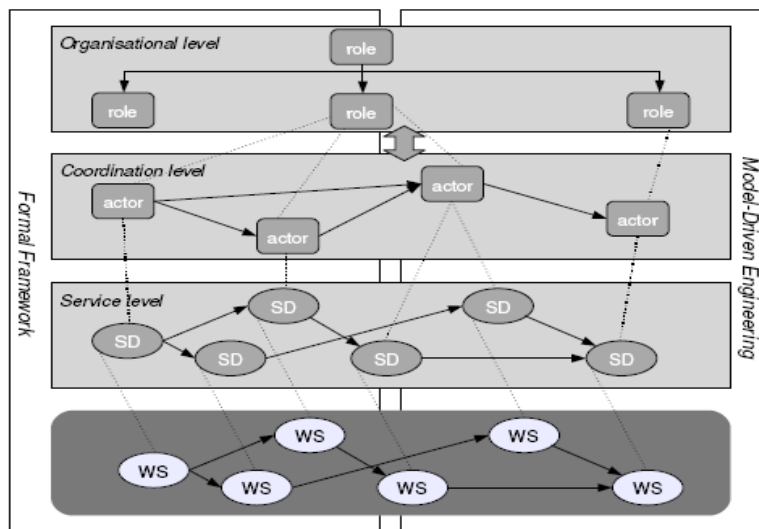 Organisational level
role
role
role
role
Coordination level
actor
actor
actor
actor
Service level
SD
SD
SD
SD
SD
SD
WS
WS
WS
WS
WS
WS
Formal Framework
Model-Driven Engineering